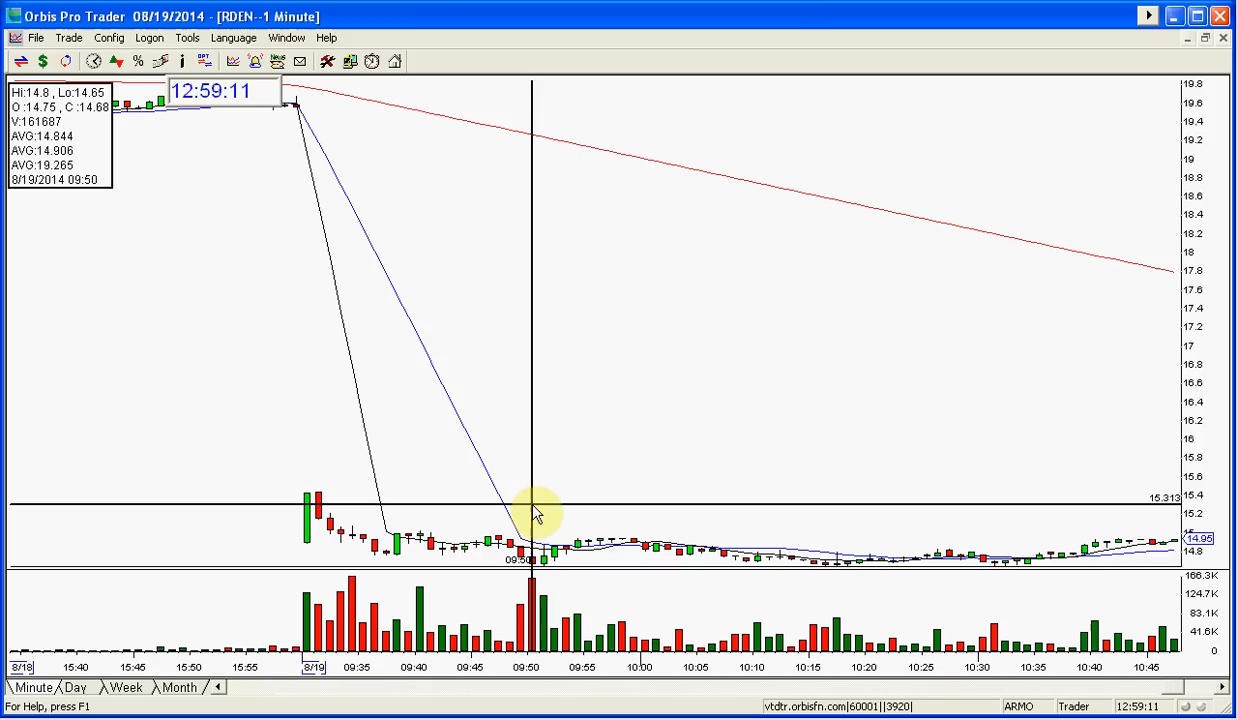 Orbis Pro Trader 08/19/2014 - [RDEN--1 Minute]
File Trade Config Logon Tools Language Window Help
12:59:11
Hi:14.8 , Lo:14.65
O :14.75 , C :14.68
V:161687
AVG:14.844
AVG:14.906
AVG:19.265
8/19/2014 09:50
19.8
19.6
19.4
19.2
19
18.8
18.6
18.4
18.2
18
17.8
17.6
17.4
17.2
17
16.8
16.6
16.4
16.2
16
15.8
15.6
15.4
15.313
15.2
15
14.95
14.8
09:50
166.3K
124.7K
83.1K
41.6K
0
8/18 15:40 15:45 15:50 15:55 8/19 09:35 09:40 09:45 09:50 09:55 10:00 10:05 10:10 10:15 10:20 10:25 10:30 10:35 10:40 10:45
Minute Day Week Month
For Help, press F1 vtdtr.orbisfn.com|60001||3920| ARMO Trader 12:59:11